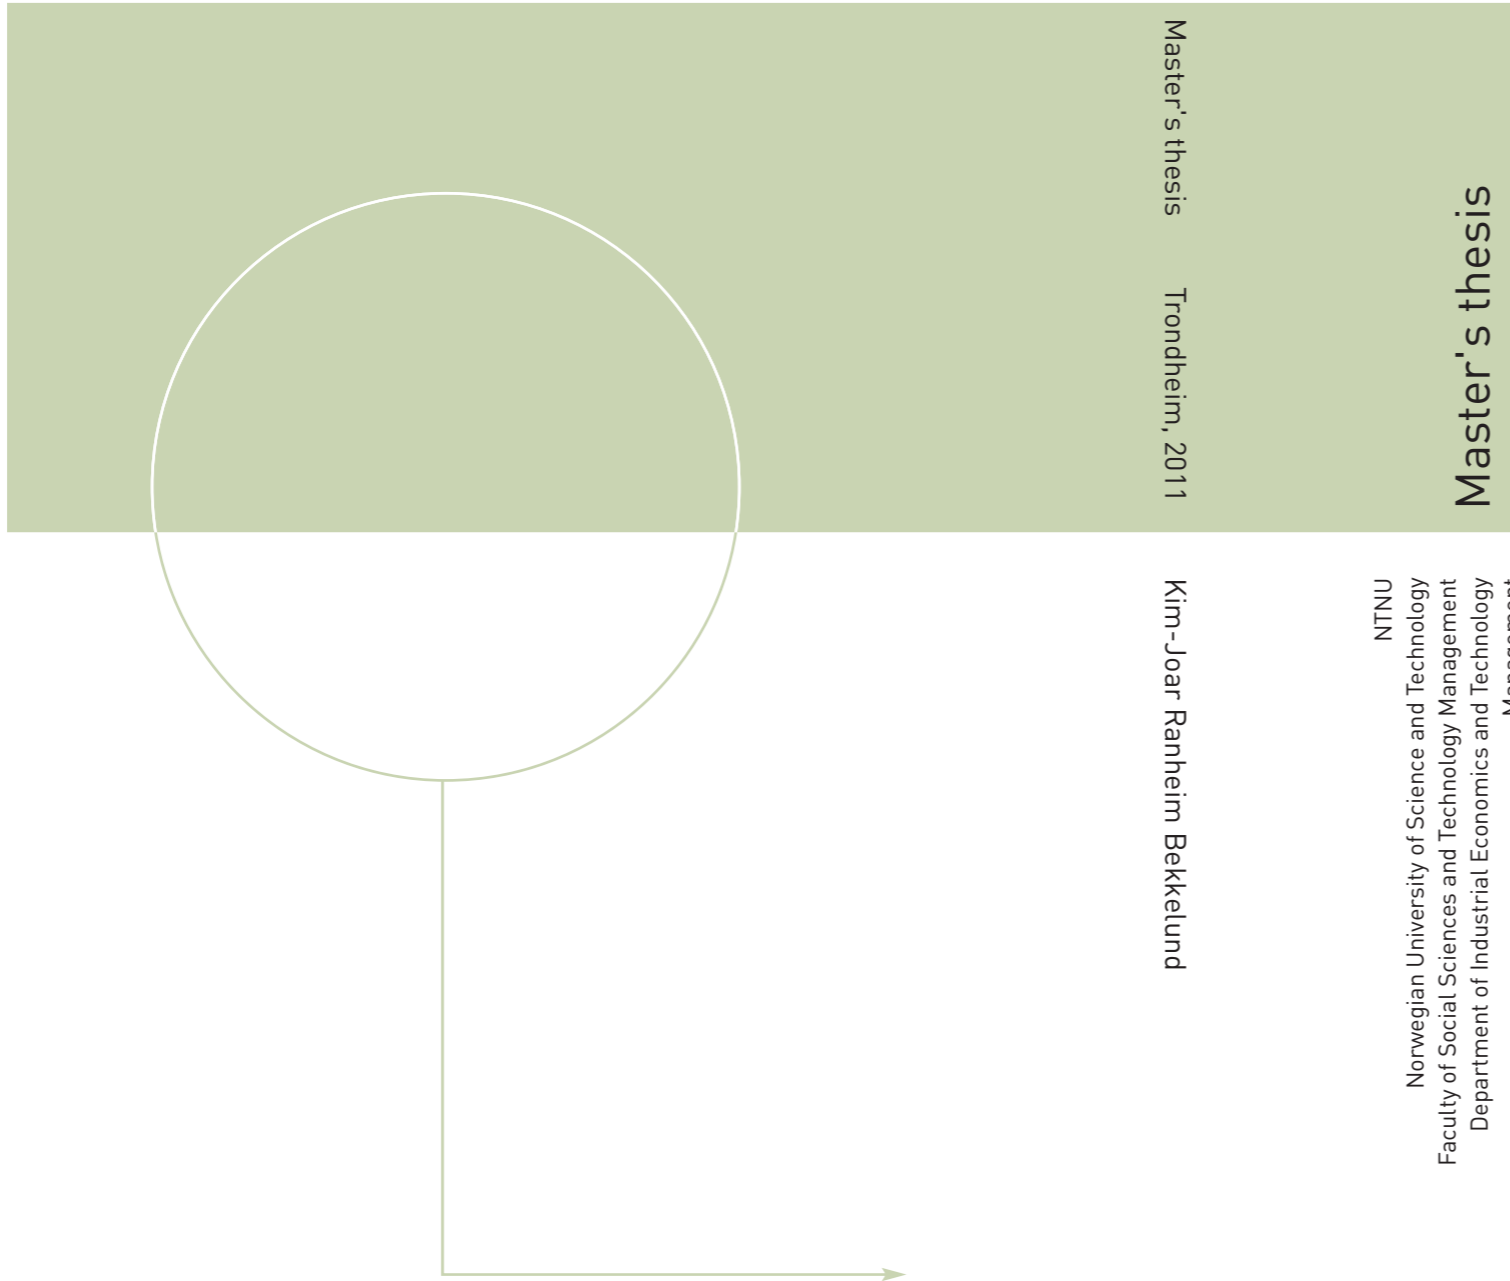 Master's thesis
Trondheim, 2011
Kim-Joar Ranheim Bekkelund
Master's thesis
NTNU
Norwegian University of Science and Technology
Faculty of Social Sciences and Technology Management
Department of Industrial Economics and Technology
Management